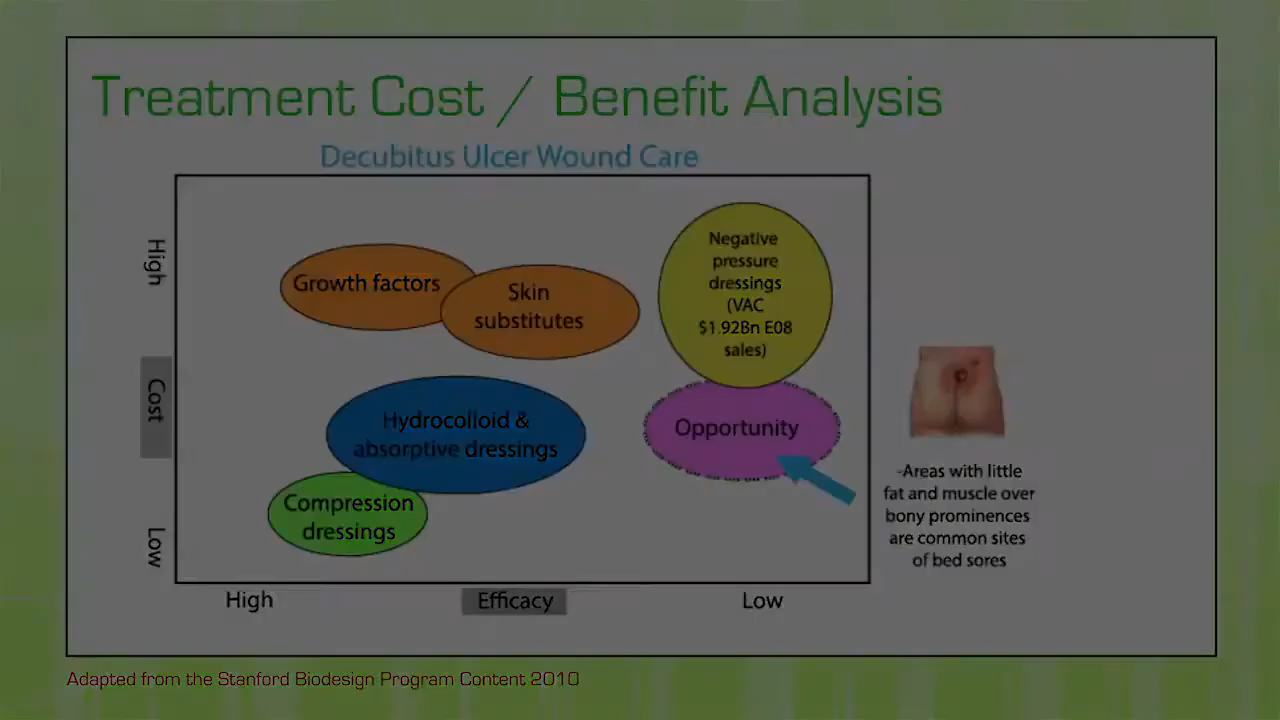 Treatment Cost / Benefit Analysis
Decubitus Ulcer Wound Care
High
Cost
Low
Growth factors
Skin
substitutes
Negative
pressure
dressings
(VAC
$1.92Bn E08
sales)
Hydrocolloid &
absorptive dressings
Opportunity
Compression
dressings
-Areas with little
fat and muscle over
bony prominences
are common sites
of bed sores
High
Efficacy
Low
Adapted from the Stanford Biodesign Program Content 2010